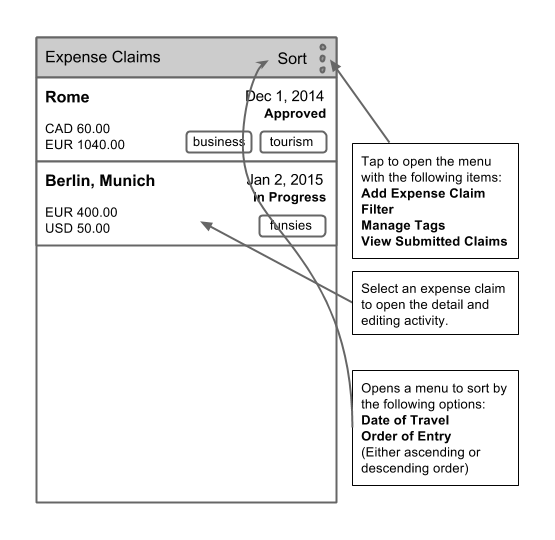 Expense Claims
Sort
Rome
Dec 1, 2014
Approved
CAD 60.00
EUR 1040.00
business
tourism
Berlin, Munich
Jan 2, 2015
In Progress
EUR 400.00
USD 50.00
funsies
Tap to open the menu
with the following items:
Add Expense Claim
Filter
Manage Tags
View Submitted Claims
Select an expense claim
to open the detail and
editing activity.
Opens a menu to sort by
the following options:
Date of Travel
Order of Entry
(Either ascending or
descending order)